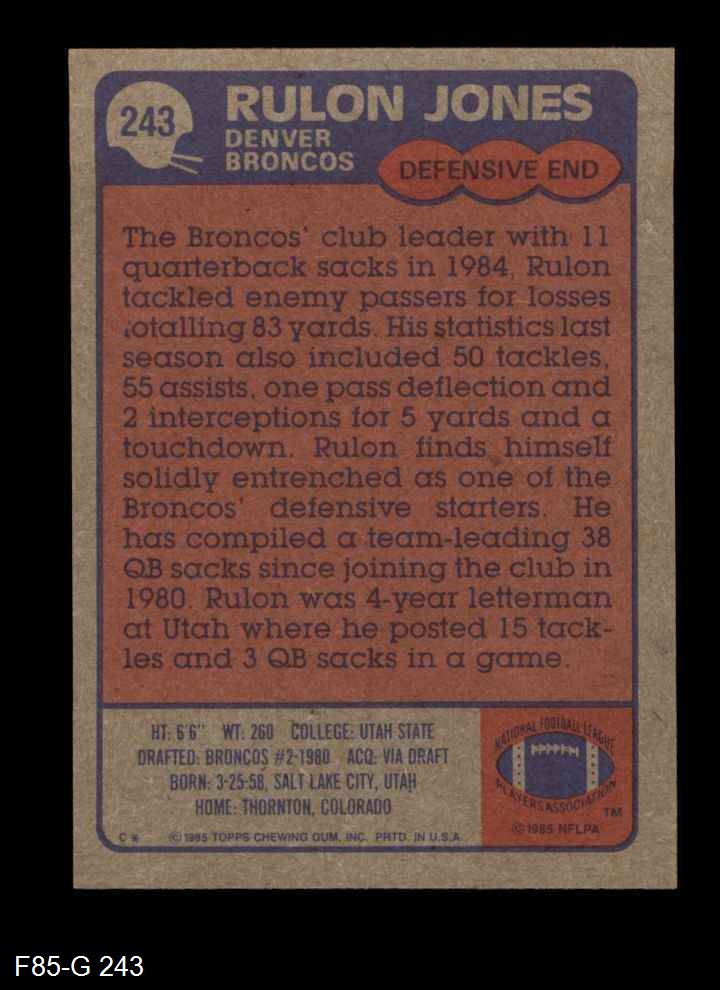 243
RULON JONES
DENVER
BRONCOS
DEFENSIVE END
The Broncos' club leader with 11
quarterback sacks in 1984, Rulon
tackled enemy passers for losses
totalling 83 yards. His statistics last
season also included 50 tackles,
55 assists, one pass deflection and
2 interceptions for 5 yards and a
touchdown. Rulon finds himself
solidly entrenched as one of the
Broncos' defensive starters. He
has compiled a team-leading 38
QB sacks since joining the club in
1980. Rulon was 4-year letterman
at Utah where he posted 15 tack-
les and 3 QB sacks in a game.
HT: 6'6" WT: 260 COLLEGE: UTAH STATE
DRAFTED: BRONCOS #2-1980 ACQ: VIA DRAFT
BORN: 3-25-58, SALT LAKE CITY, UTAH
HOME: THORNTON, COLORADO
C * © 1985 TOPPS CHEWING GUM, INC. PRTD. IN U.S.A.
NATIONAL FOOTBALL LEAGUE
PLAYERS ASSOCIATION
TM
© 1985 NFLPA
F85-G 243